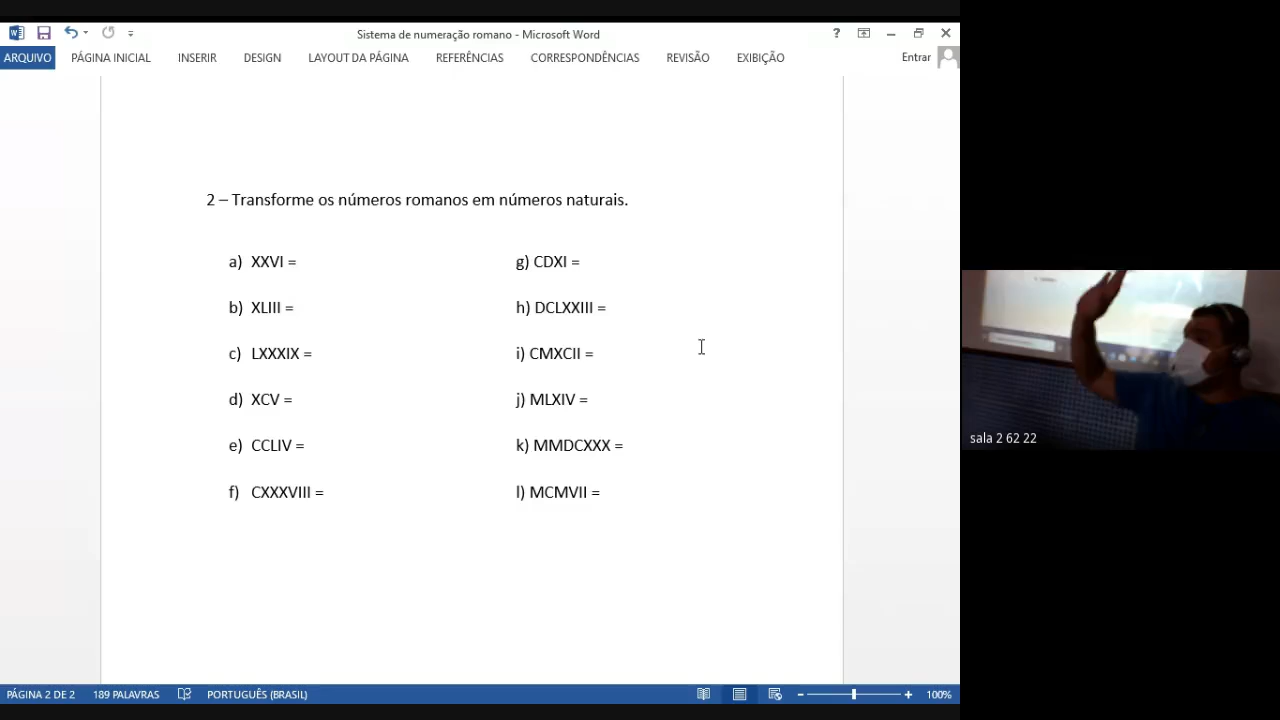 Sistema de numeração romano - Microsoft Word
?
ARQUIVO PÁGINA INICIAL INSERIR DESIGN LAYOUT DA PÁGINA REFERÊNCIAS CORRESPONDÊNCIAS REVISÃO EXIBIÇÃO Entrar
2 – Transforme os números romanos em números naturais.
a) XXVI =
b) XLIII =
c) LXXXIX =
d) XCV =
e) CCLIV =
f) CXXXVIII =
g) CDXI =
h) DCLXXIII =
i) CMXCII =
j) MLXIV =
k) MMDCXXX =
l) MCMVII =
sala 2 62 22
PÁGINA 2 DE 2 189 PALAVRAS PORTUGUÊS (BRASIL) 100%